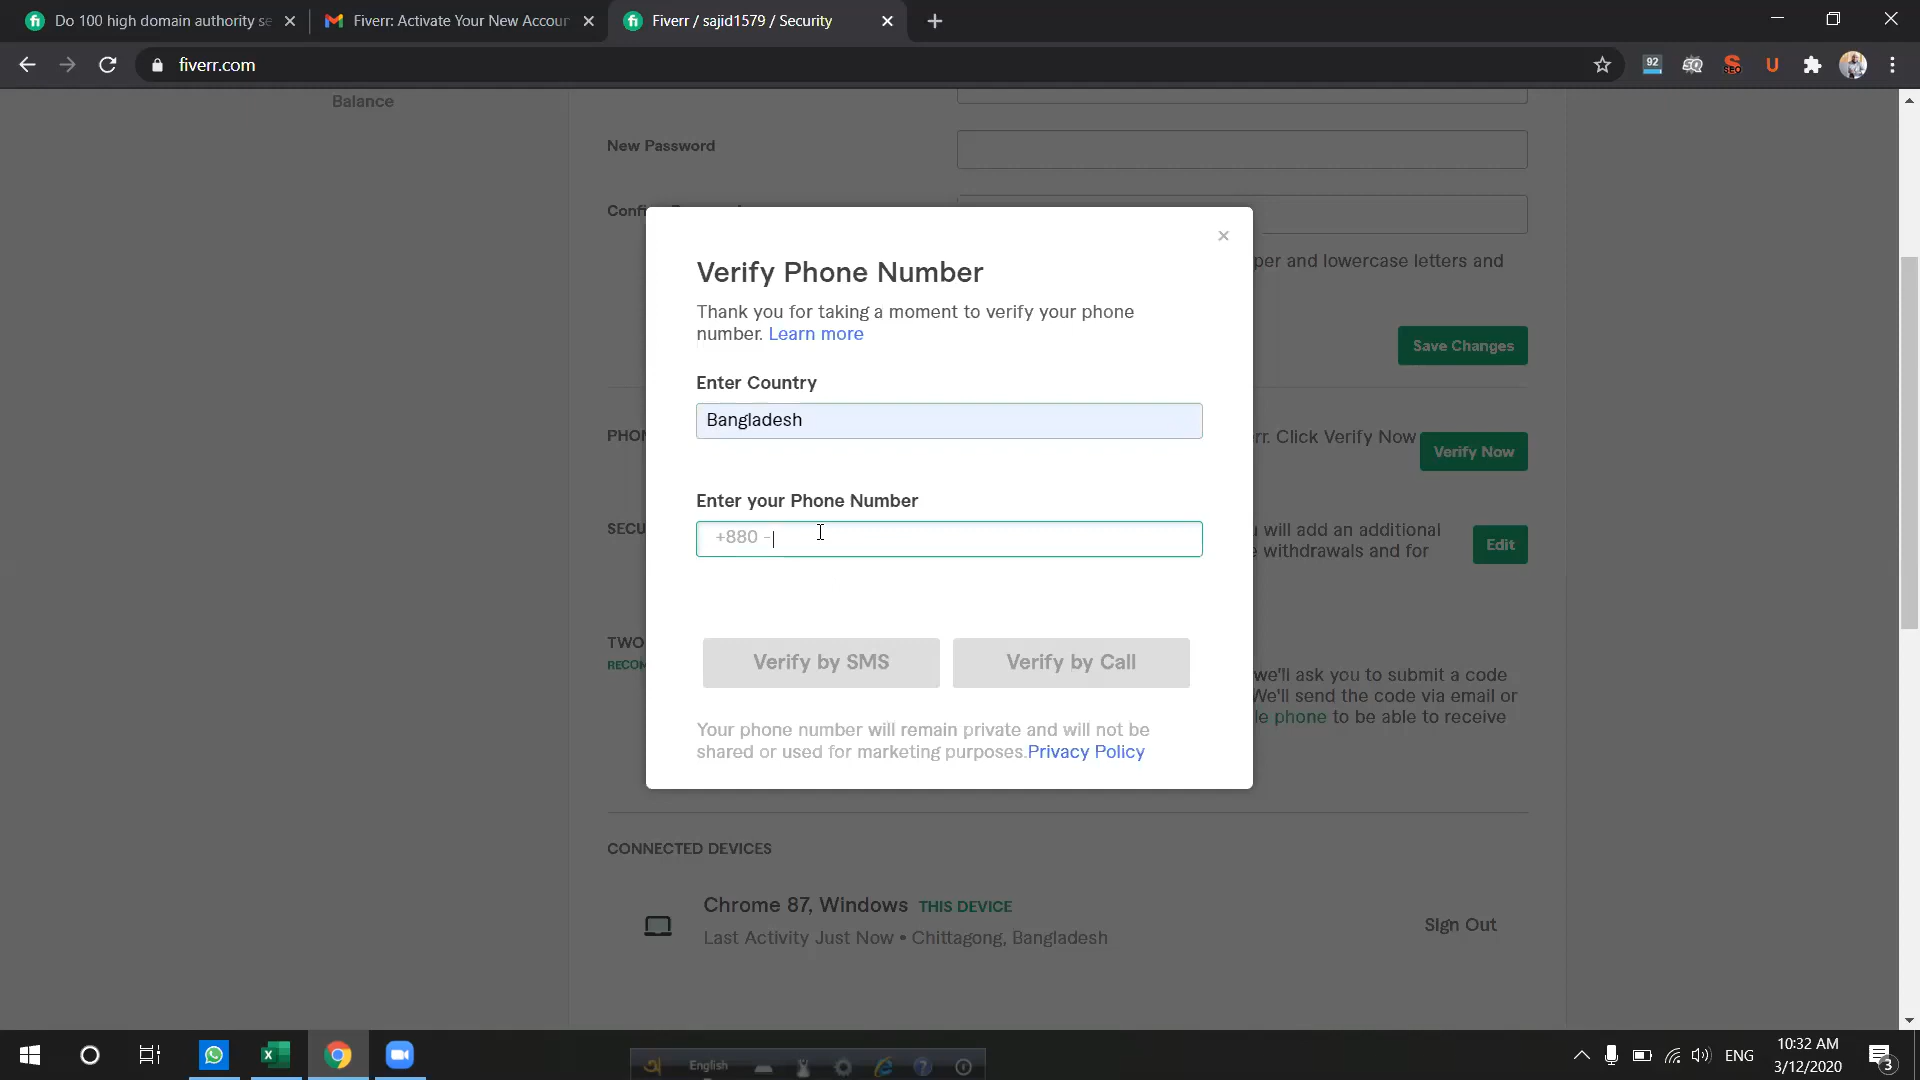 Do 100 high domain authority se
Fiverr: Activate Your New Accoun
Fiverr / sajid1579 / Security
fiverr.com
92
SEO
Balance
New Password
per and lowercase letters and
Save Changes
rr. Click Verify Now
Verify Now
will add an additional
withdrawals and for
Edit
TWO
we'll ask you to submit a code
We'll send the code via email or
phone to be able to receive
Verify Phone Number
Thank you for taking a moment to verify your phone
number. Learn more
Enter Country
Bangladesh
Enter your Phone Number
+880 -
Verify by SMS
Verify by Call
Your phone number will remain private and will not be
shared or used for marketing purposes.Privacy Policy
CONNECTED DEVICES
Chrome 87, Windows THIS DEVICE
Last Activity Just Now • Chittagong, Bangladesh
Sign Out
English
ENG
10:32 AM
3/12/2020
3